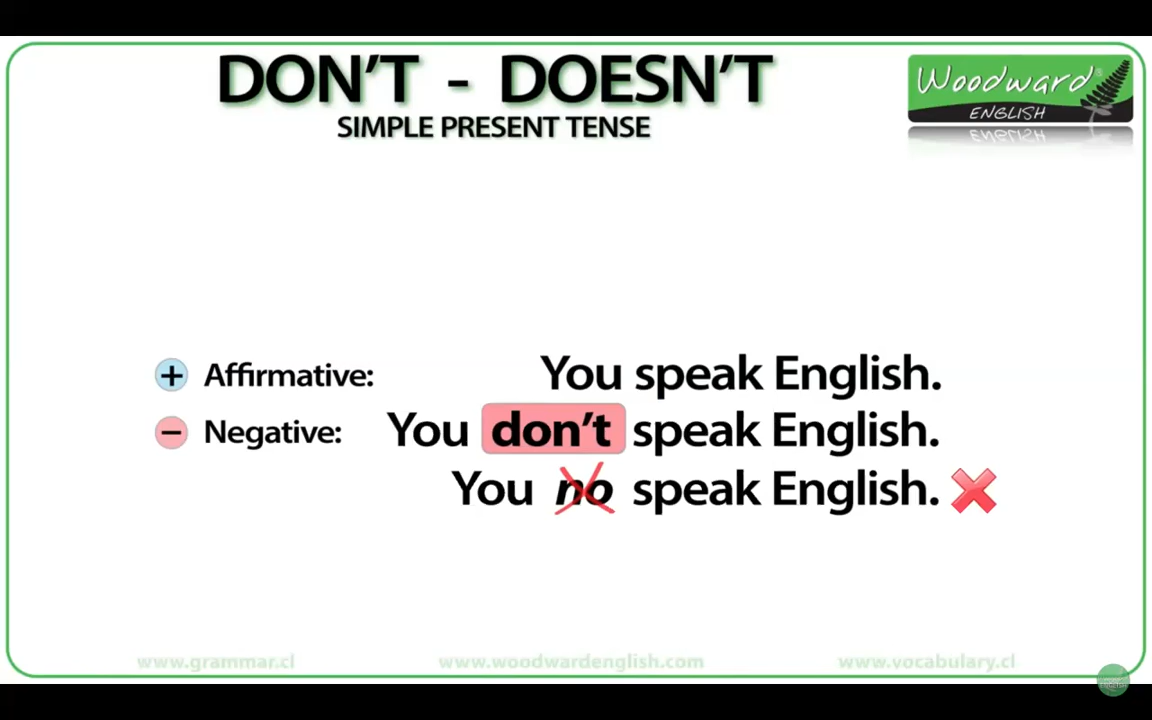 DON'T - DOESN'T
SIMPLE PRESENT TENSE
Woodward®
ENGLISH
+ Affirmative: You speak English.
− Negative: You don't speak English.
You no speak English.
www.grammar.cl www.woodwardenglish.com www.vocabulary.cl